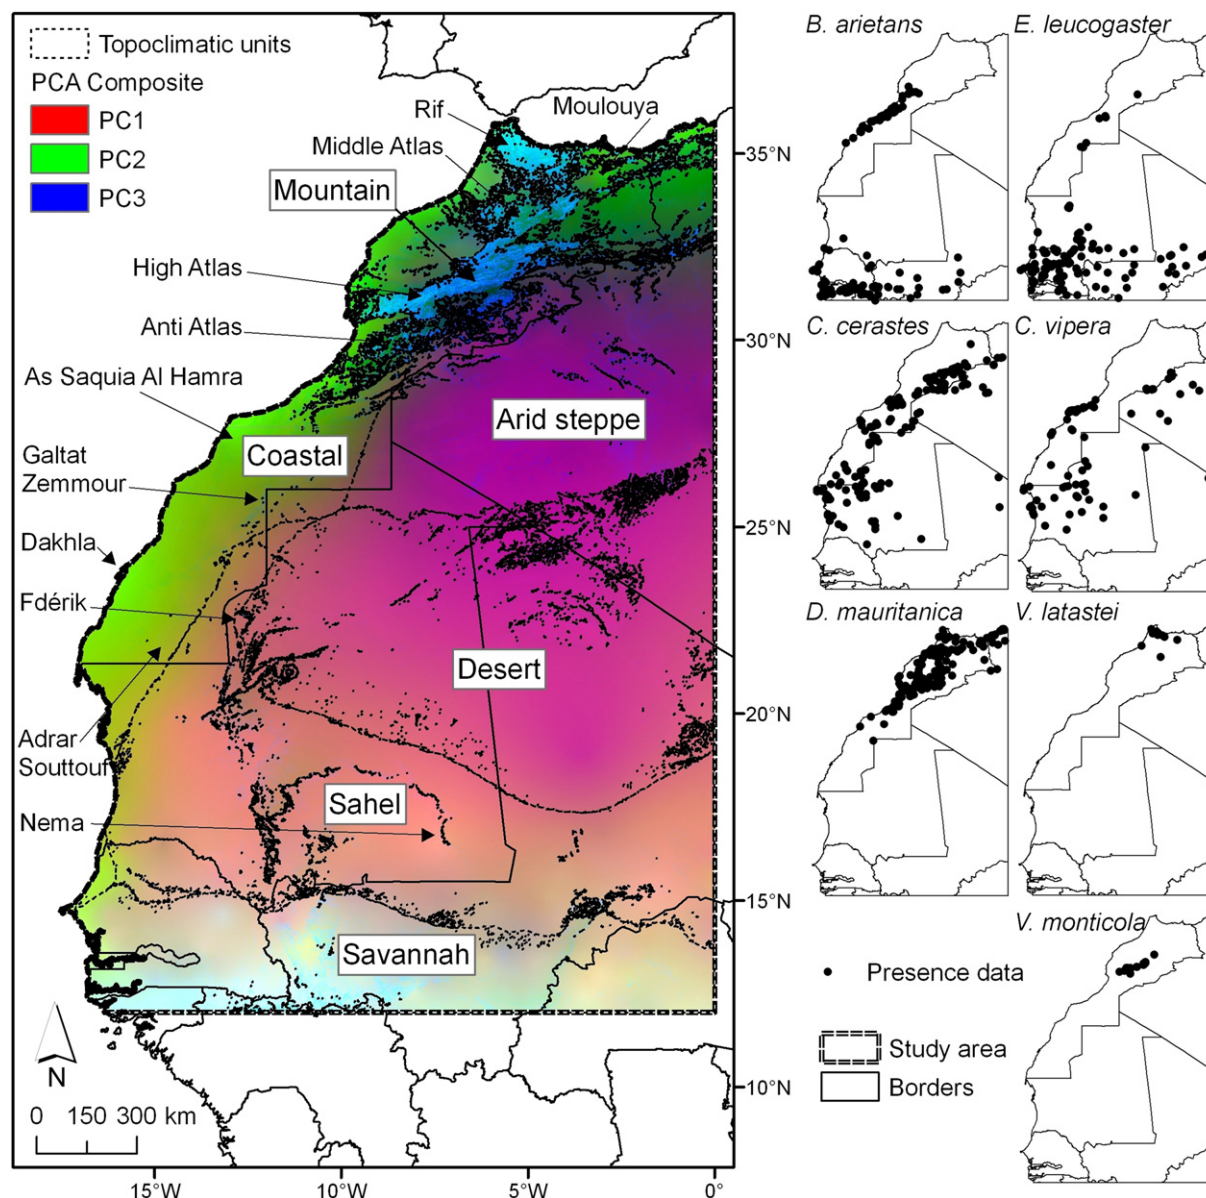 Topoclimatic units
PCA Composite
PC1
PC2
PC3
Rif
Moulouya
Middle Atlas
Mountain
High Atlas
Anti Atlas
As Saquia Al Hamra
Arid steppe
Coastal
Galtat
Zemmour
Dakhla
Fdérik
Desert
Adrar
Souttouf
Sahel
Nema
Savannah
N
0 150 300 km
35°N
30°N
25°N
20°N
15°N
10°N
15°W
10°W
5°W
0°
B. arietans
E. leucogaster
C. cerastes
C. vipera
D. mauritanica
V. latastei
V. monticola
Presence data
Study area
Borders